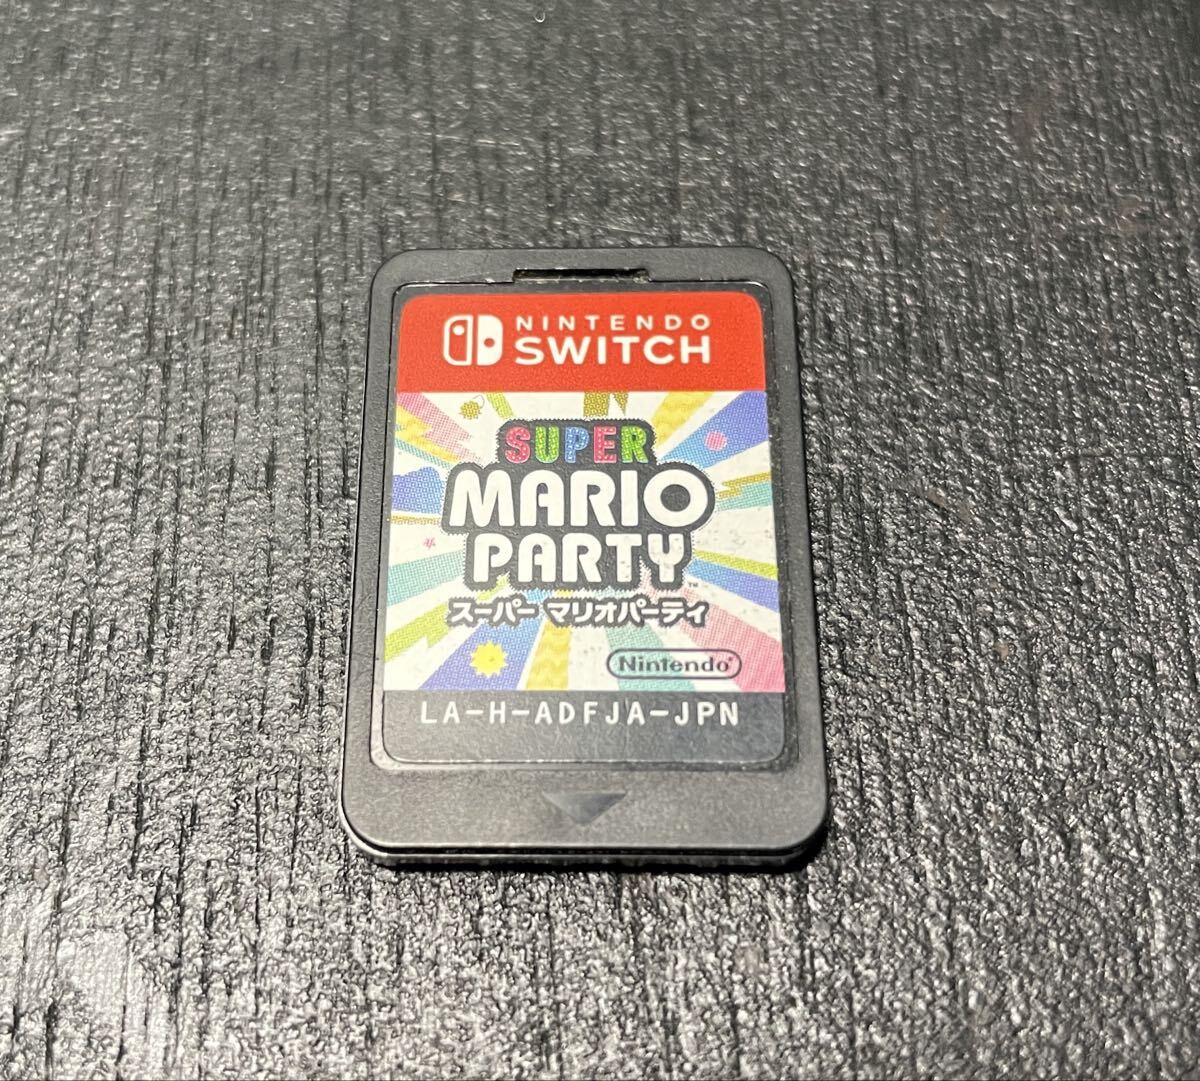 NINTENDO
SWITCH
SUPER
MARIO
PARTY™
スーパー マリオパーティ
Nintendo®
LA-H-ADFJA-JPN